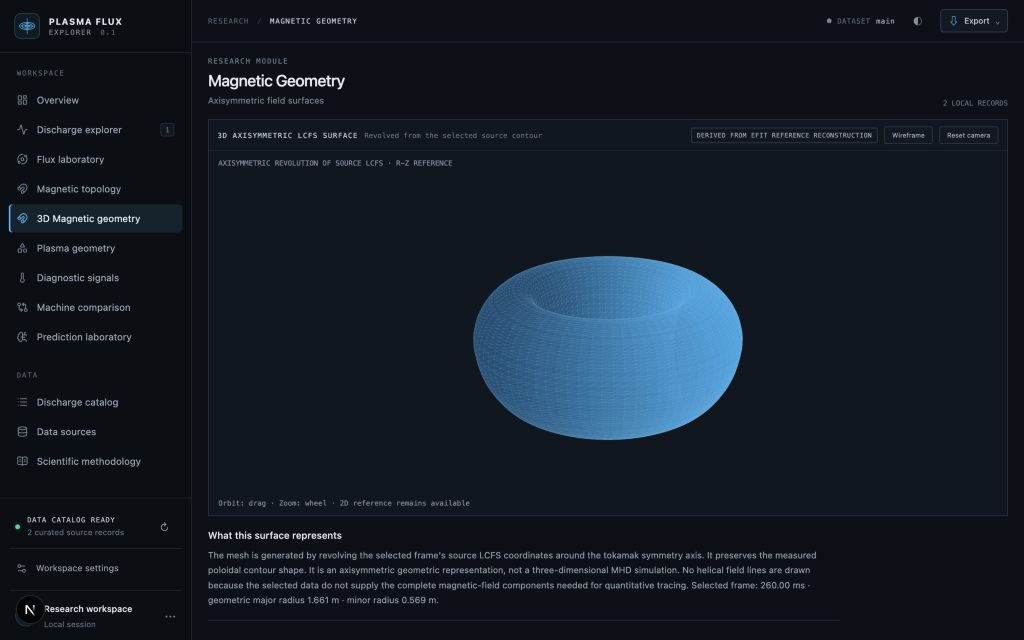 PLASMA FLUX
EXPLORER 0.1
WORKSPACE
Overview
Discharge explorer 1
Flux laboratory
Magnetic topology
3D Magnetic geometry
Plasma geometry
Diagnostic signals
Machine comparison
Prediction laboratory
DATA
Discharge catalog
Data sources
Scientific methodology
DATA CATALOG READY
2 curated source records
Workspace settings
N
Research workspace
Local session
RESEARCH / MAGNETIC GEOMETRY
DATASET main
Export
RESEARCH MODULE
Magnetic Geometry
Axisymmetric field surfaces
2 LOCAL RECORDS
3D AXISYMMETRIC LCFS SURFACE Revolved from the selected source contour
DERIVED FROM EFIT REFERENCE RECONSTRUCTION
Wireframe
Reset camera
AXISYMMETRIC REVOLUTION OF SOURCE LCFS · R–Z REFERENCE
Orbit: drag · Zoom: wheel · 2D reference remains available
What this surface represents
The mesh is generated by revolving the selected frame's source LCFS coordinates around the tokamak symmetry axis. It preserves the measured
poloidal contour shape. It is an axisymmetric geometric representation, not a three-dimensional MHD simulation. No helical field lines are drawn
because the selected data do not supply the complete magnetic-field components needed for quantitative tracing. Selected frame: 260.00 ms ·
geometric major radius 1.661 m · minor radius 0.569 m.